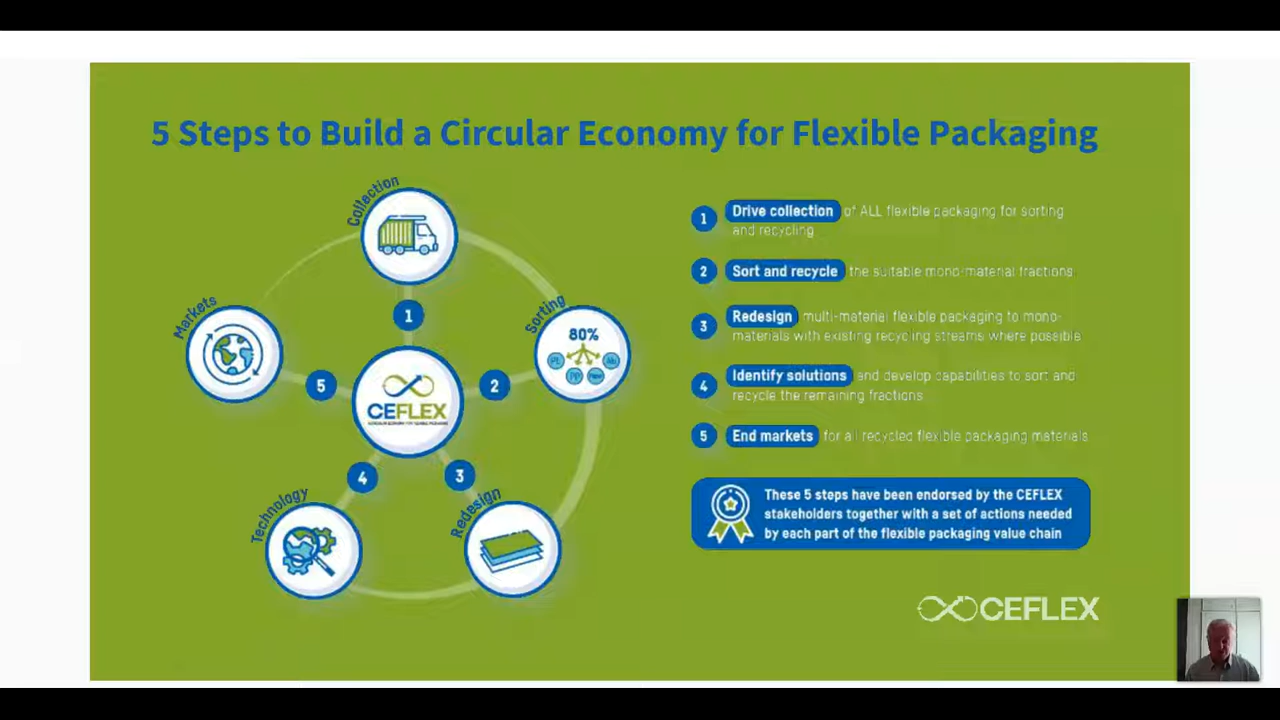 5 Steps to Build a Circular Economy for Flexible Packaging
Collection
Markets
Sorting
80%
PE
PP
1
5
2
CEFLEX
4
3
Technology
Redesign
1 Drive collection of ALL flexible packaging for sorting
and recycling
2 Sort and recycle the suitable mono-material fractions
3 Redesign multi-material flexible packaging to mono-
materials with existing recycling streams where possible
4 Identify solutions and develop capabilities to sort and
recycle the remaining fractions
5 End markets for all recycled flexible packaging materials
These 5 steps have been endorsed by the CEFLEX
stakeholders together with a set of actions needed
by each part of the flexible packaging value chain
CEFLEX